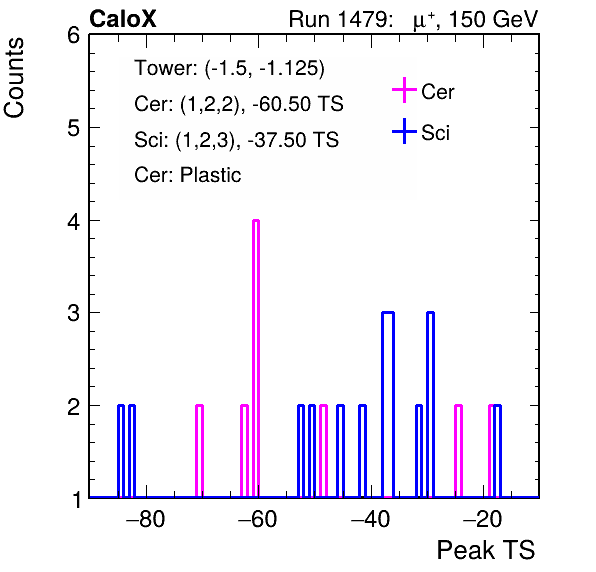 CaloX Run 1479: μ⁺, 150 GeV
Counts
Tower: (-1.5, -1.125)
Cer: (1,2,2), -60.50 TS
Sci: (1,2,3), -37.50 TS
Cer: Plastic
Cer
Sci
6
5
4
3
2
1
−80 −60 −40 −20
Peak TS